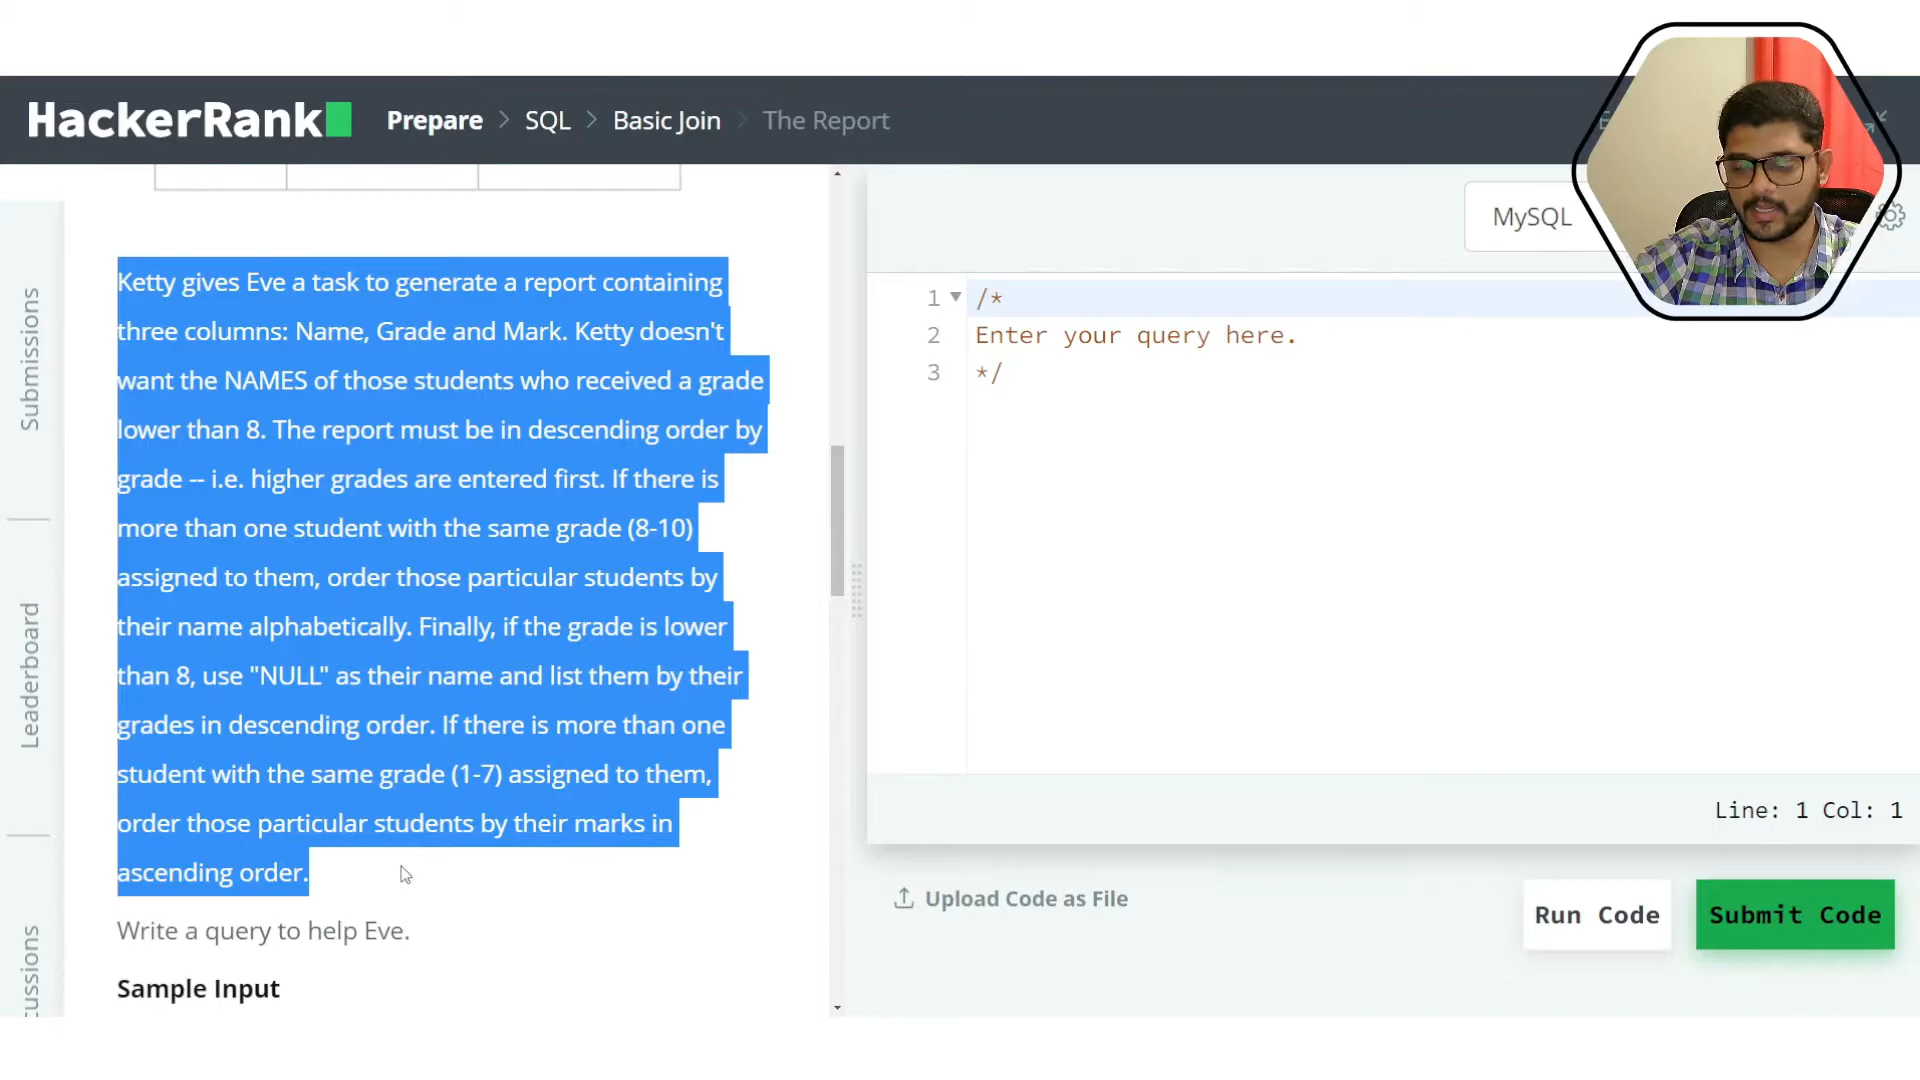 HackerRank Prepare > SQL > Basic Join > The Report
MySQL
Submissions
Leaderboard
Ketty gives Eve a task to generate a report containing
three columns: Name, Grade and Mark. Ketty doesn't
want the NAMES of those students who received a grade
lower than 8. The report must be in descending order by
grade -- i.e. higher grades are entered first. If there is
more than one student with the same grade (8-10)
assigned to them, order those particular students by
their name alphabetically. Finally, if the grade is lower
than 8, use "NULL" as their name and list them by their
grades in descending order. If there is more than one
student with the same grade (1-7) assigned to them,
order those particular students by their marks in
ascending order.
Write a query to help Eve.
Sample Input
1 /*
2 Enter your query here.
3 */
Line: 1 Col: 1
Upload Code as File
Run Code
Submit Code